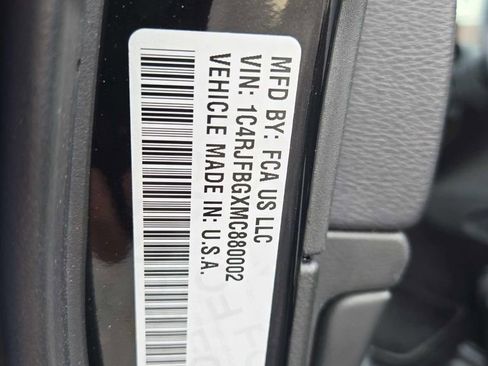 MFD BY: FCA US LLC
VIN: 1C4RJFBGXMC880002
VEHICLE MADE IN: U.S.A.